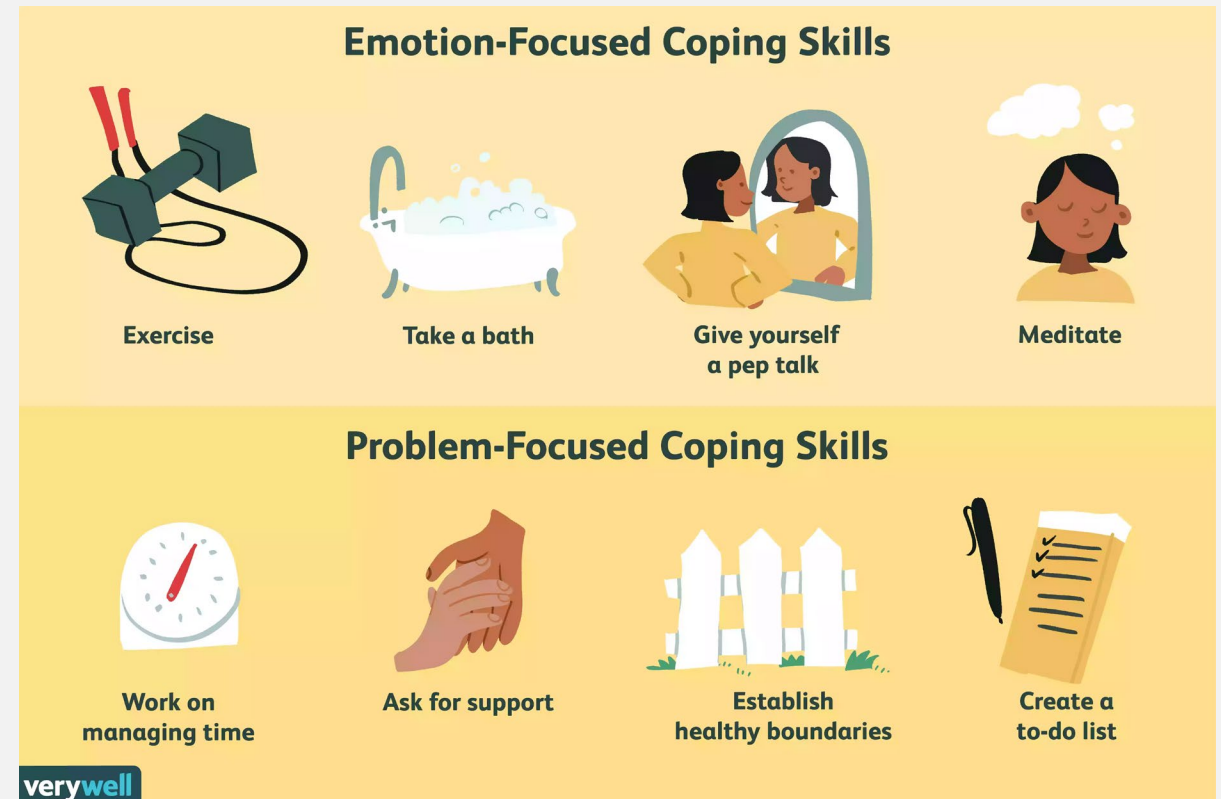 Emotion-Focused Coping Skills
Exercise
Take a bath
Give yourself
a pep talk
Meditate
Problem-Focused Coping Skills
Work on
managing time
Ask for support
Establish
healthy boundaries
Create a
to-do list
verywell